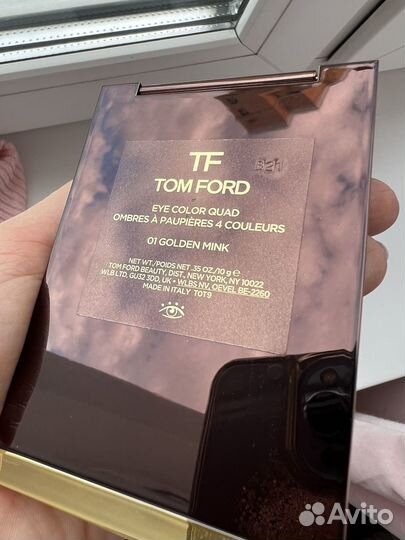 B21
TF
TOM FORD
EYE COLOR QUAD
OMBRES À PAUPIÈRES 4 COULEURS
01 GOLDEN MINK
NET WT./POIDS NET .35 OZ/10 g e
TOM FORD BEAUTY, DIST., NEW YORK, NY 10022
WLB LTD, GU32 3DD, UK • WLBS NV, OEVEL BE-2260
MADE IN ITALY T0T9
Avito